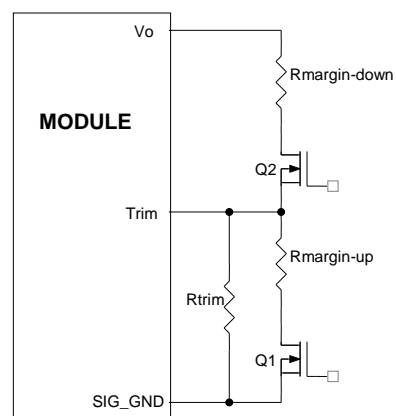 Vo
Rmargin-down
MODULE
Q2
Trim
Rmargin-up
Rtrim
Q1
SIG_GND